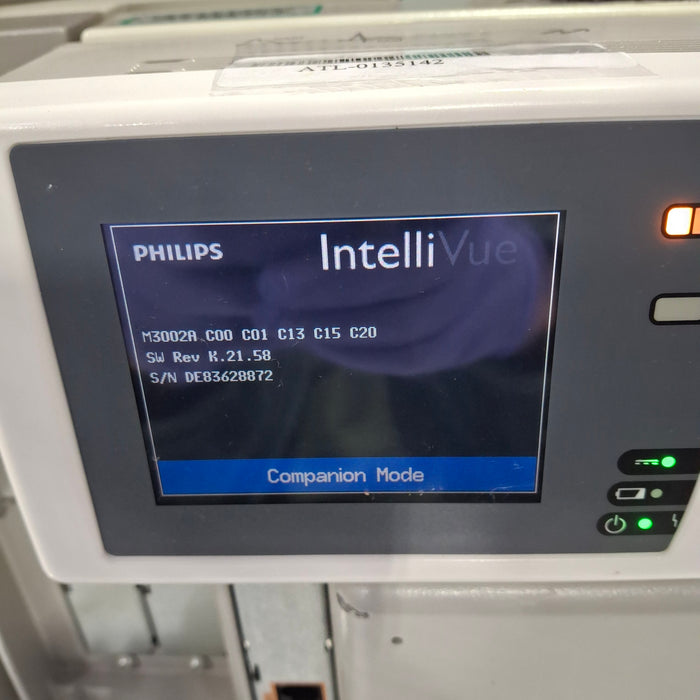 ATL-0135142
PHILIPS IntelliVue
M3002A C00 C01 C13 C15 C20
SW Rev K.21.58
S/N DE83628872
Companion Mode